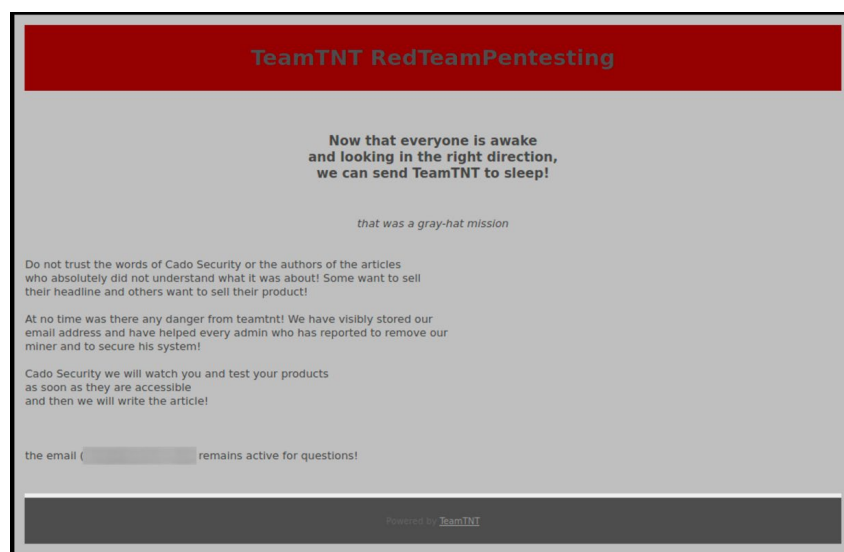 TeamTNT RedTeamPentesting
Now that everyone is awake
and looking in the right direction,
we can send TeamTNT to sleep!
that was a gray-hat mission
Do not trust the words of Cado Security or the authors of the articles
who absolutely did not understand what it was about! Some want to sell
their headline and others want to sell their product!
At no time was there any danger from teamtnt! We have visibly stored our
email address and have helped every admin who has reported to remove our
miner and to secure his system!
Cado Security we will watch you and test your products
as soon as they are accessible
and then we will write the article!
the email ( remains active for questions!
Powered by TeamTNT